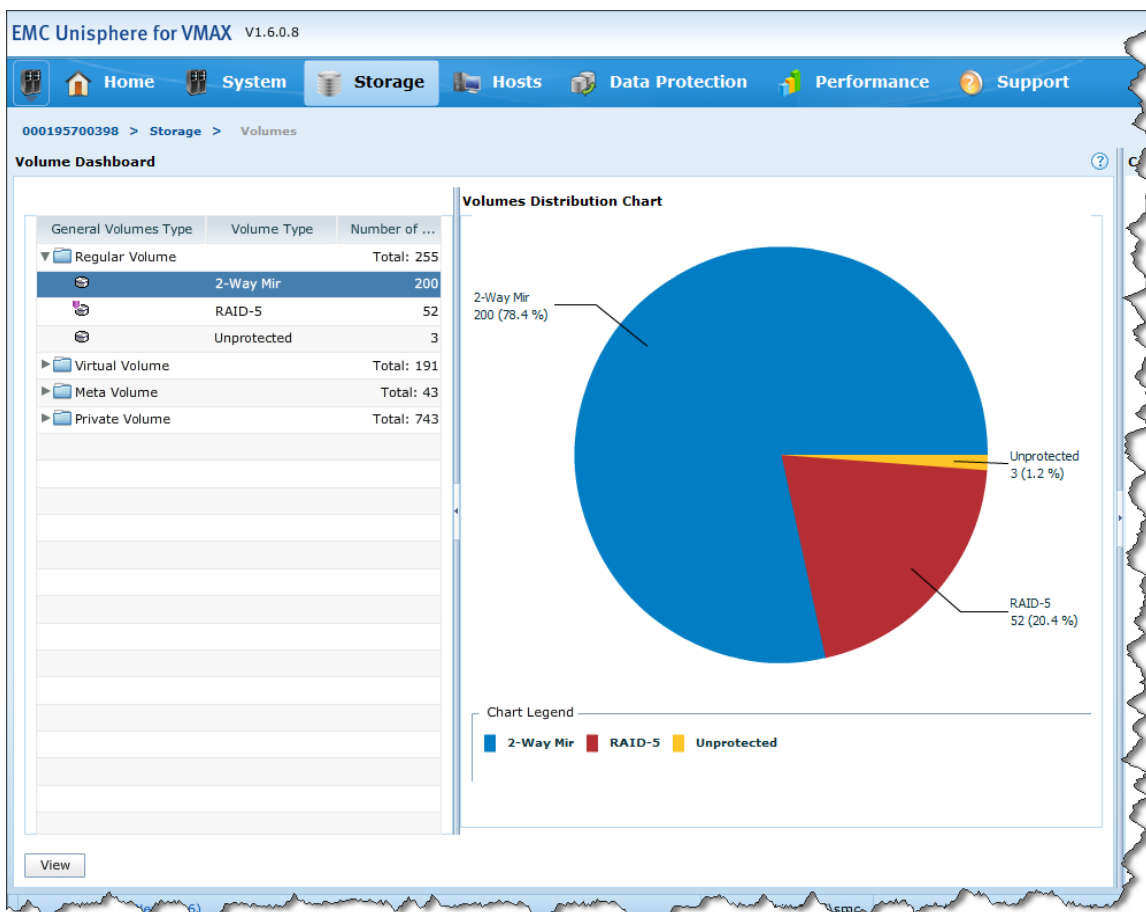 EMC Unisphere for VMAX V1.6.0.8
Home System Storage Hosts Data Protection Performance Support
000195700398 > Storage > Volumes
Volume Dashboard
General Volumes Type Volume Type Number of ...
Regular Volume Total: 255
2-Way Mir 200
RAID-5 52
Unprotected 3
Virtual Volume Total: 191
Meta Volume Total: 43
Private Volume Total: 743
Volumes Distribution Chart
2-Way Mir
200 (78.4 %)
Unprotected
3 (1.2 %)
RAID-5
52 (20.4 %)
Chart Legend
2-Way Mir RAID-5 Unprotected
View